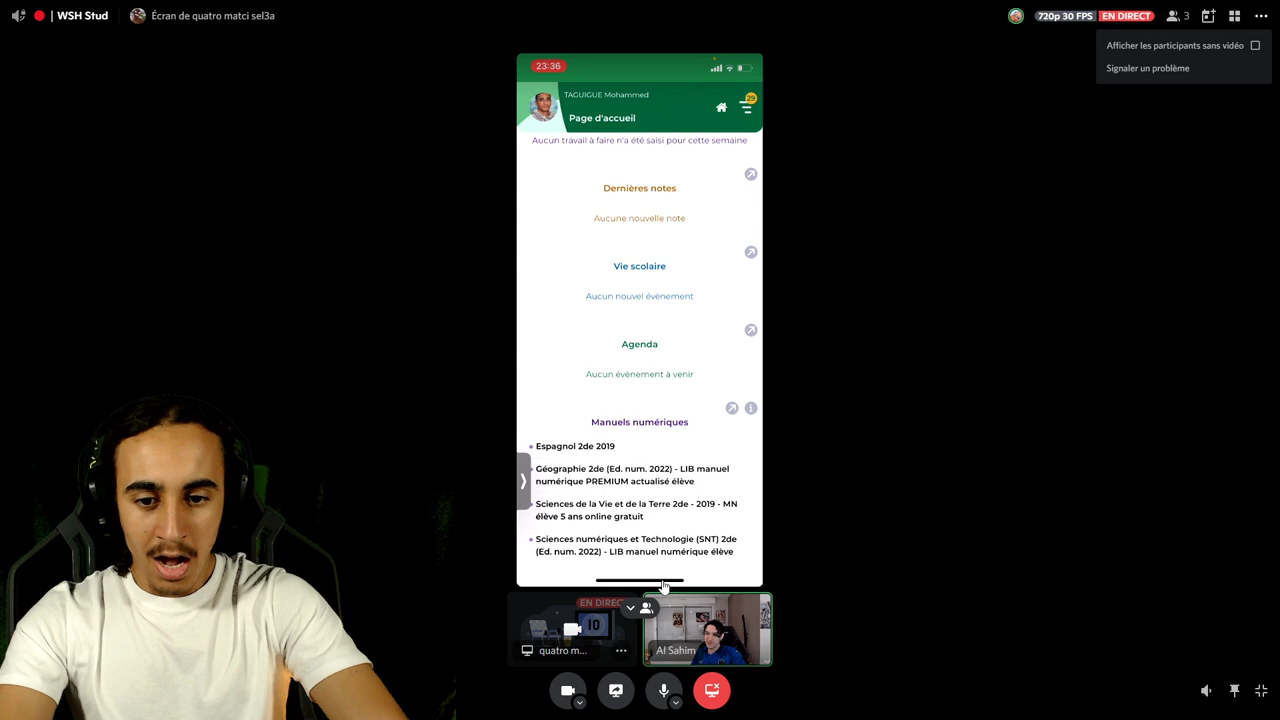 WSH Stud
Écran de quatro matci sel3a
720p 30 FPS
EN DIRECT
3
Afficher les participants sans vidéo
Signaler un problème
23:36
TAGUIGUE Mohammed
29
Page d'accueil
Aucun travail à faire n'a été saisi pour cette semaine
Dernières notes
Aucune nouvelle note
Vie scolaire
Aucun nouvel évènement
Agenda
Aucun évènement à venir
Manuels numériques
Espagnol 2de 2019
Géographie 2de (Ed. num. 2022) - LIB manuel
numérique PREMIUM actualisé élève
Sciences de la Vie et de la Terre 2de - 2019 - MN
élève 5 ans online gratuit
Sciences numériques et Technologie (SNT) 2de
(Ed. num. 2022) - LIB manuel numérique élève
EN DIREC
10
quatro m...
Al Sahim